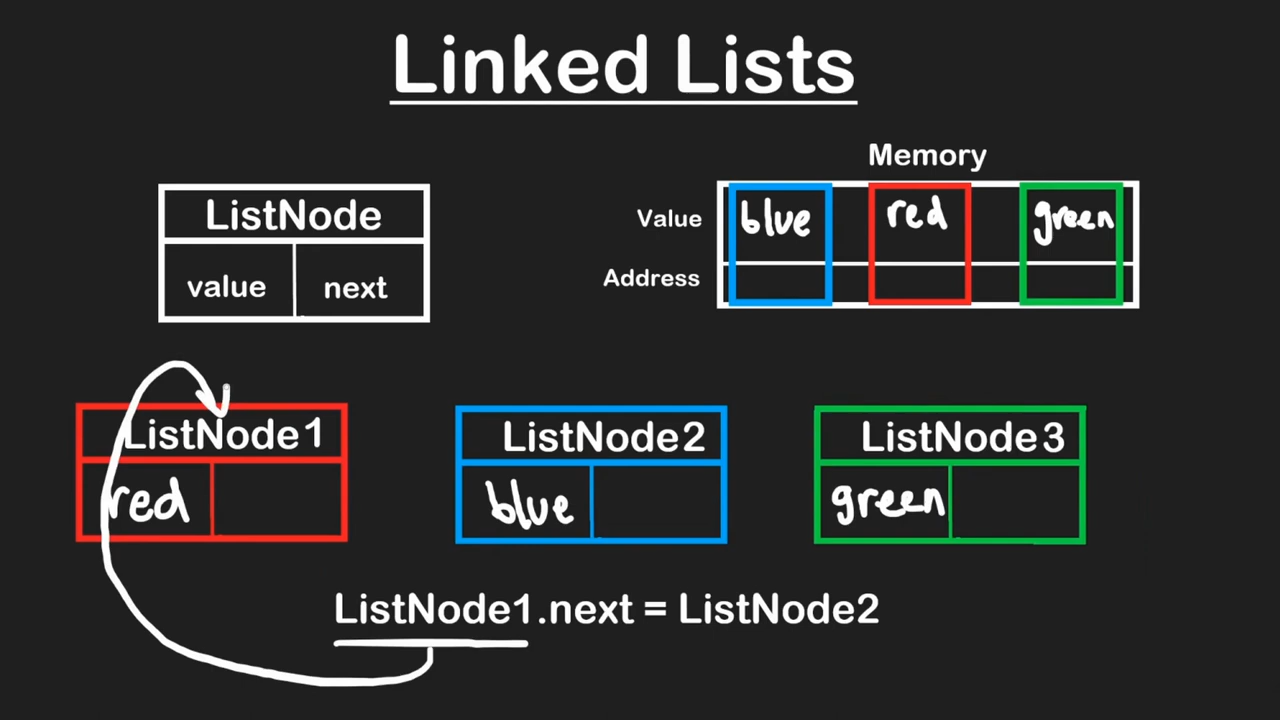 Linked Lists
Memory
ListNode
value next
Value blue red green
Address
ListNode1
red
ListNode2
blue
ListNode3
green
ListNode1.next = ListNode2